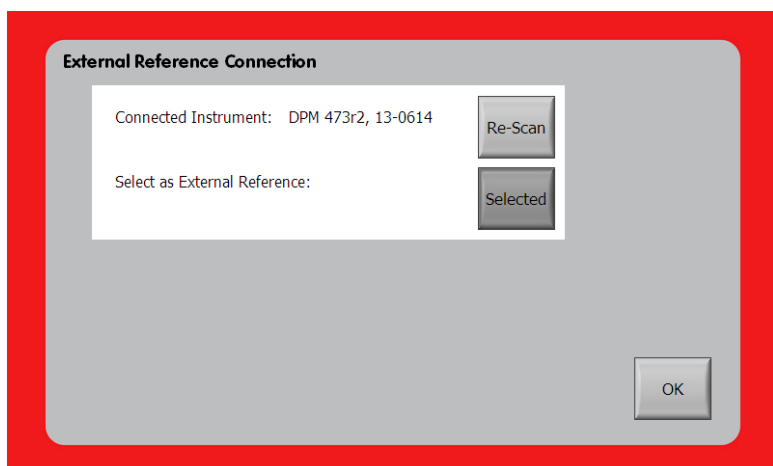 External Reference Connection
Connected Instrument: DPM 473r2, 13-0614
Re-Scan
Select as External Reference:
Selected
OK